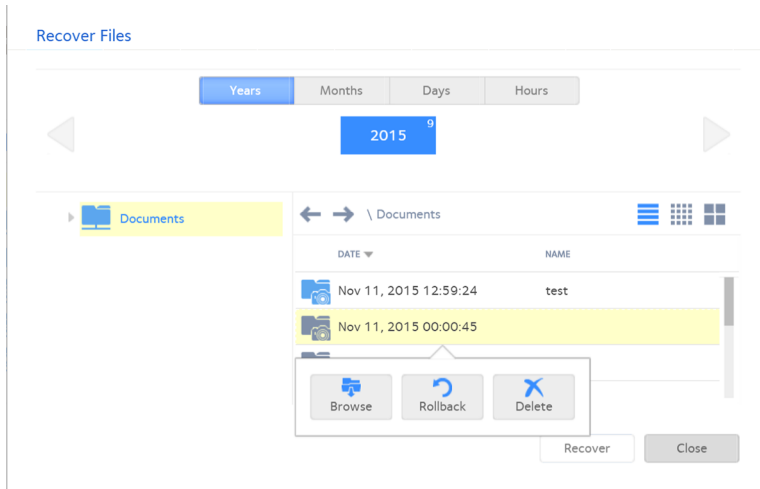 Recover Files
Years Months Days Hours
2015 9
Documents
\ Documents
DATE NAME
Nov 11, 2015 12:59:24 test
Nov 11, 2015 00:00:45
Browse Rollback Delete
Recover Close